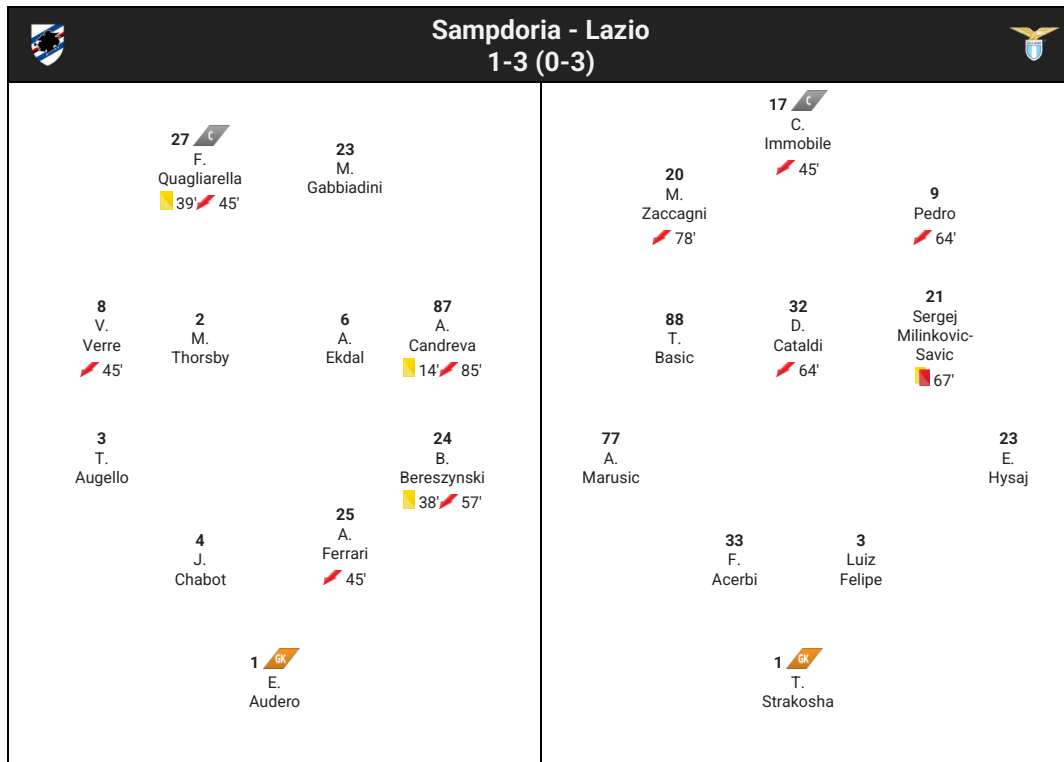 Sampdoria - Lazio
1-3 (0-3)
27 C
F.
Quagliarella
39' 45'
23
M.
Gabbiadini
8
V.
Verre
45'
2
M.
Thorsby
6
A.
Ekdal
87
A.
Candreva
14' 85'
3
T.
Augello
24
B.
Bereszynski
38' 57'
4
J.
Chabot
25
A.
Ferrari
45'
1 GK
E.
Audero
17 C
C.
Immobile
45'
20
M.
Zaccagni
78'
9
Pedro
64'
88
T.
Basic
32
D.
Cataldi
64'
21
Sergej
Milinkovic-
Savic
67'
77
A.
Marusic
23
E.
Hysaj
33
F.
Acerbi
3
Luiz
Felipe
1 GK
T.
Strakosha